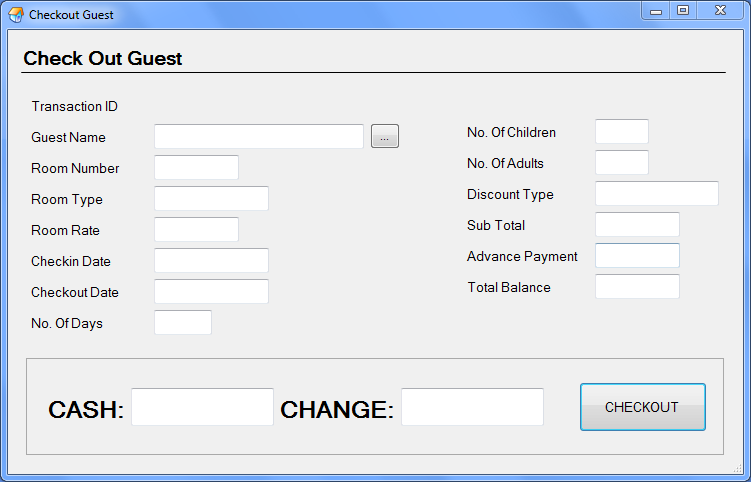 Checkout Guest
Check Out Guest
Transaction ID
Guest Name
...
Room Number
Room Type
Room Rate
Checkin Date
Checkout Date
No. Of Days
No. Of Children
No. Of Adults
Discount Type
Sub Total
Advance Payment
Total Balance
CASH:
CHANGE:
CHECKOUT